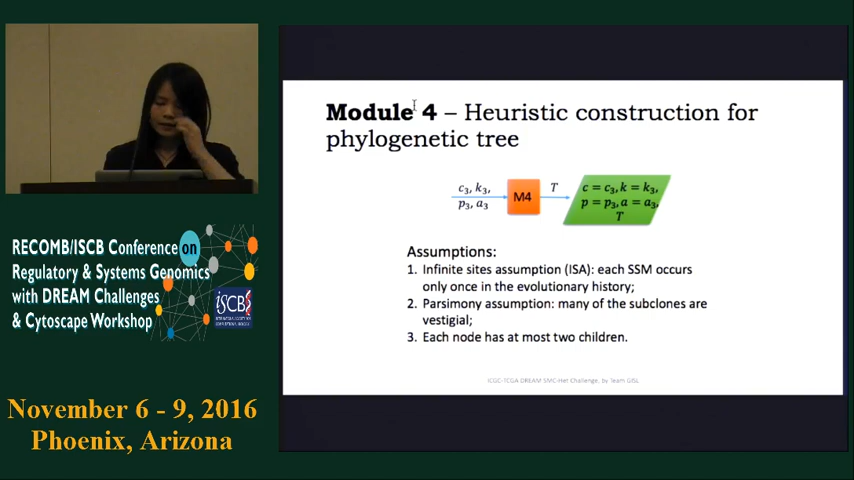 RECOMB/ISCB Conference
on
Regulatory & Systems Genomics
with DREAM Challenges
& Cytoscape Workshop
ISCB
November 6 - 9, 2016
Phoenix, Arizona
Module 4 – Heuristic construction for
phylogenetic tree
c₃, k₃,
p₃, a₃
M4
T
c = c₃, k = k₃,
p = p₃, a = a₃,
T
Assumptions:
1. Infinite sites assumption (ISA): each SSM occurs
only once in the evolutionary history;
2. Parsimony assumption: many of the subclones are
vestigial;
3. Each node has at most two children.
ICGC-TCGA DREAM SMC-Het Challenge, by Team GISL